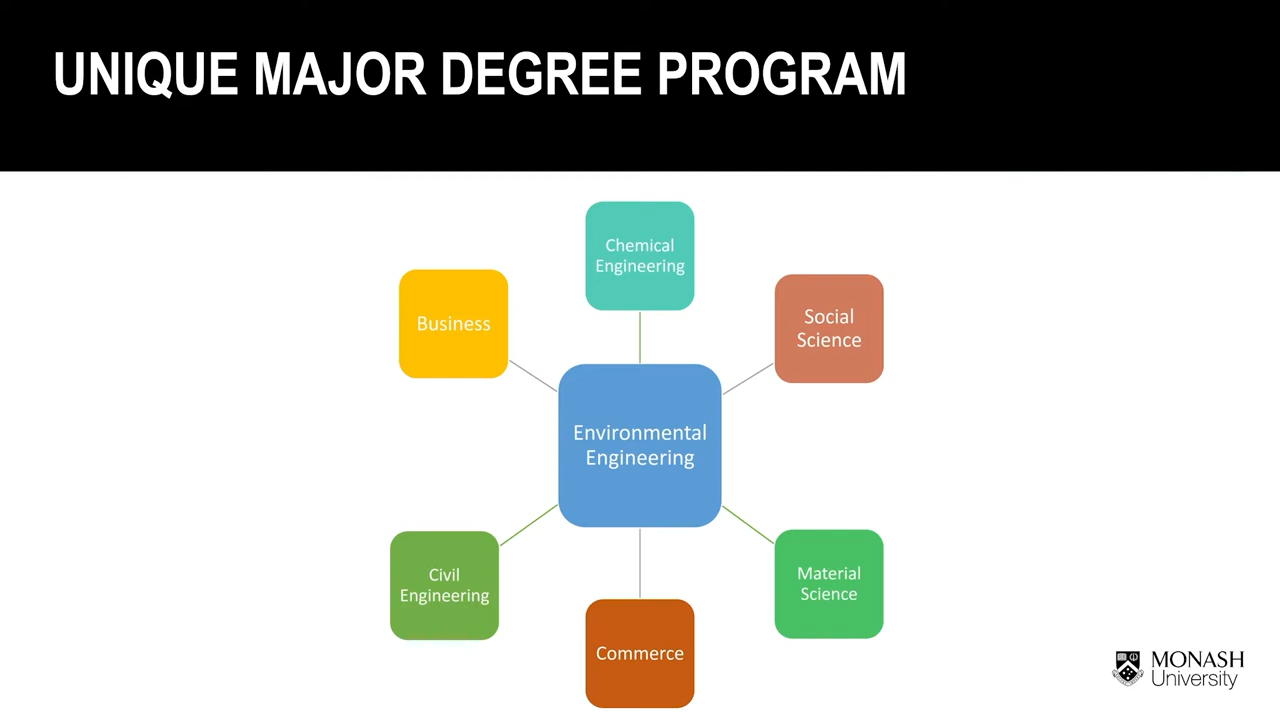 UNIQUE MAJOR DEGREE PROGRAM
Chemical
Engineering
Business
Social
Science
Environmental
Engineering
Civil
Engineering
Material
Science
Commerce
MONASH
University